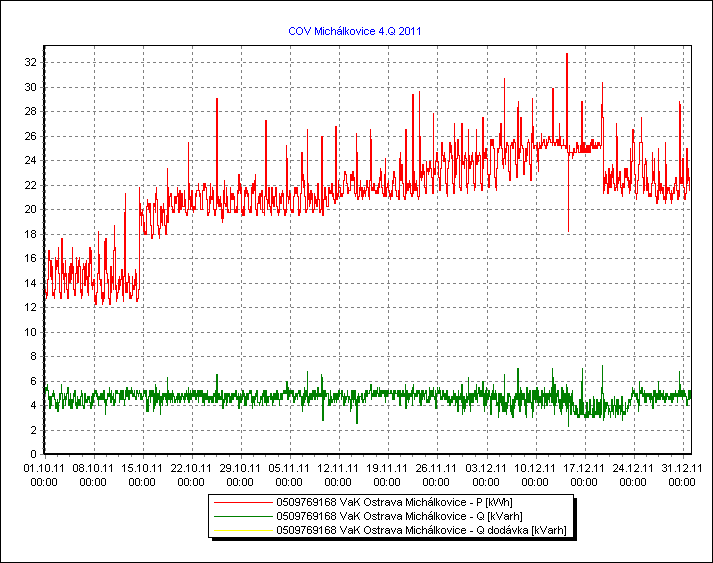 COV Michálkovice 4.Q 2011
32
30
28
26
24
22
20
18
16
14
12
10
8
6
4
2
0
01.10.11 08.10.11 15.10.11 22.10.11 29.10.11 05.11.11 12.11.11 19.11.11 26.11.11 03.12.11 10.12.11 17.12.11 24.12.11 31.12.11
00:00 00:00 00:00 00:00 00:00 00:00 00:00 00:00 00:00 00:00 00:00 00:00 00:00 00:00
0509769168 VaK Ostrava Michálkovice - P [kWh]
0509769168 VaK Ostrava Michálkovice - Q [kVarh]
0509769168 VaK Ostrava Michálkovice - Q dodávka [kVarh]